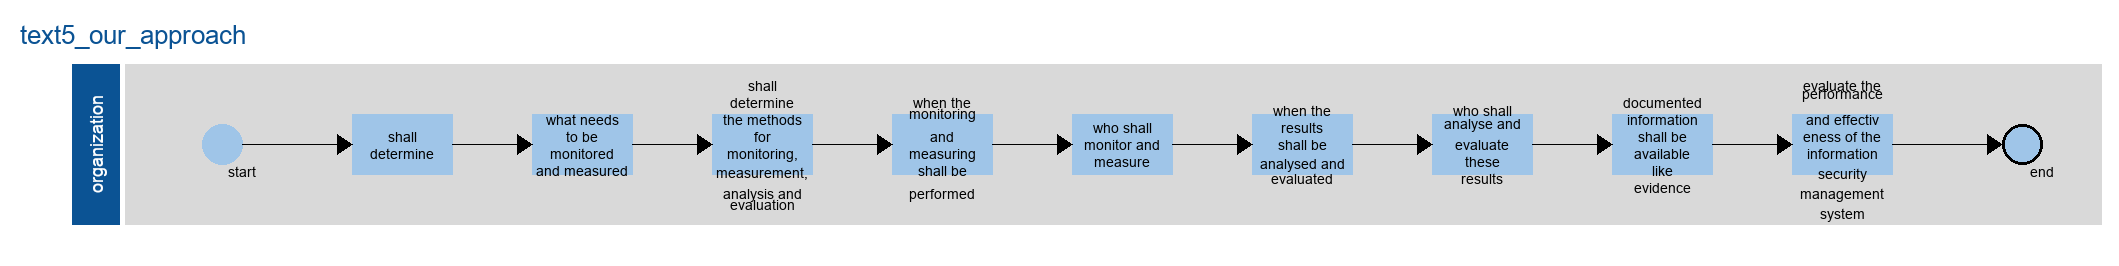 text5_our_approach
organization
start
shall
determine
what needs
to be
monitored
and measured
shall
determine
the methods
for
monitoring,
measurement,
analysis and
evaluation
when the
monitoring
and
measuring
shall be
performed
who shall
monitor and
measure
when the
results
shall be
analysed and
evaluated
who shall
analyse and
evaluate
these
results
documented
information
shall be
available
like
evidence
evaluate the
performance
and effectiv
eness of the
information
security
management
system
end